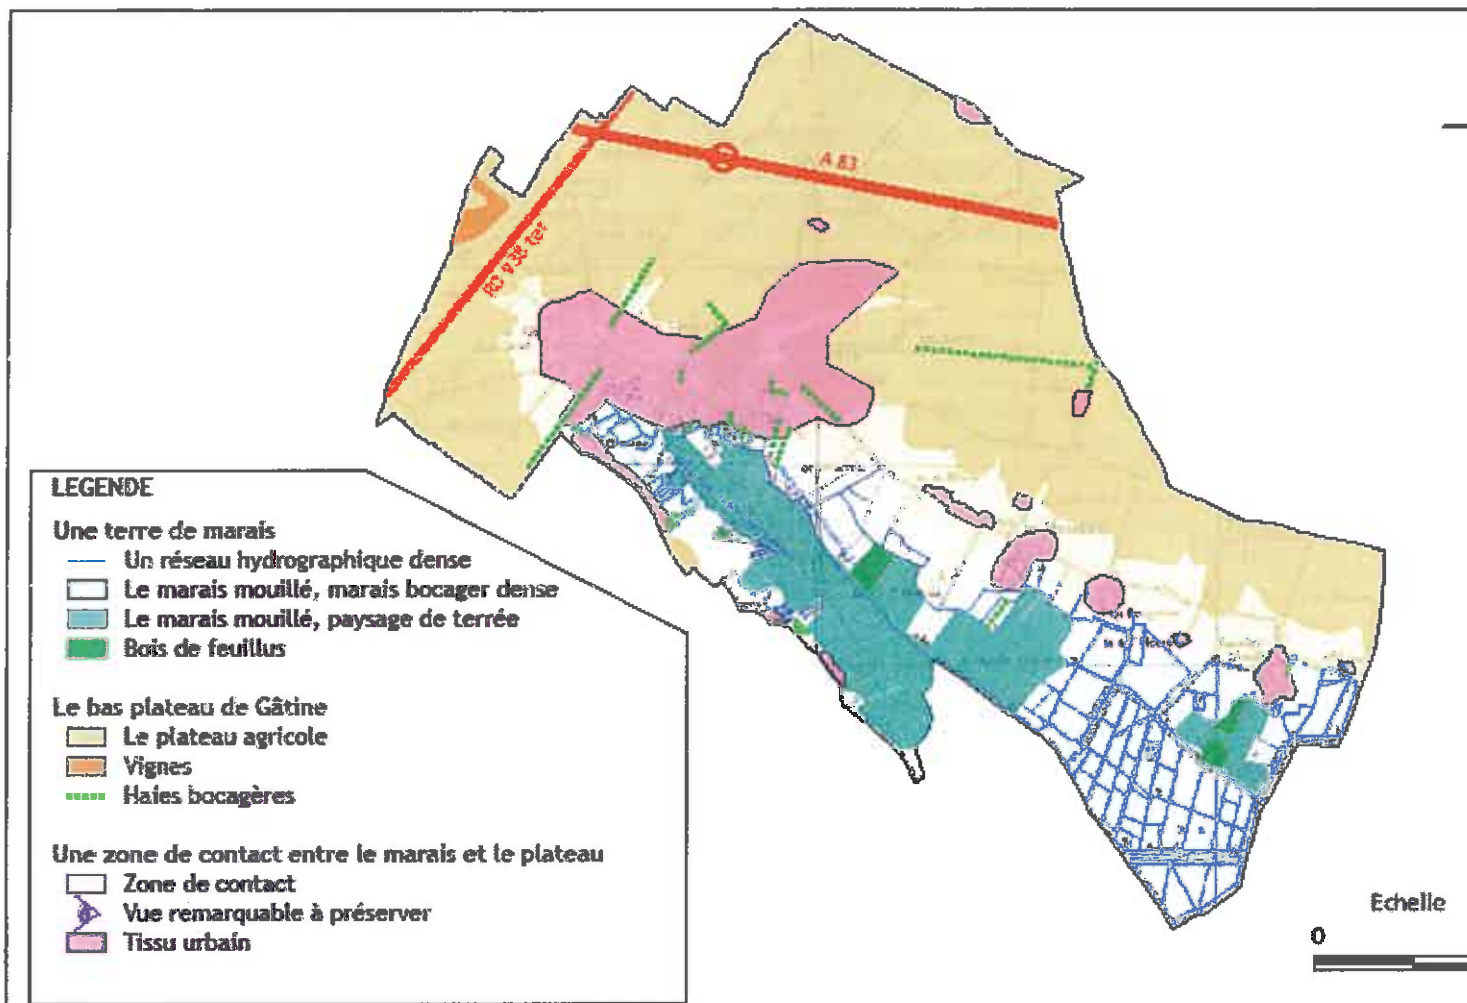 A 83
RD 938 ter
LEGENDE
Une terre de marais
Un réseau hydrographique dense
Le marais mouillé, marais bocager dense
Le marais mouillé, paysage de terrée
Bois de feuillus
Le bas plateau de Gâtine
Le plateau agricole
Vignes
Haies bocagères
Une zone de contact entre le marais et le plateau
Zone de contact
Vue remarquable à préserver
Tissu urbain
Echelle
0